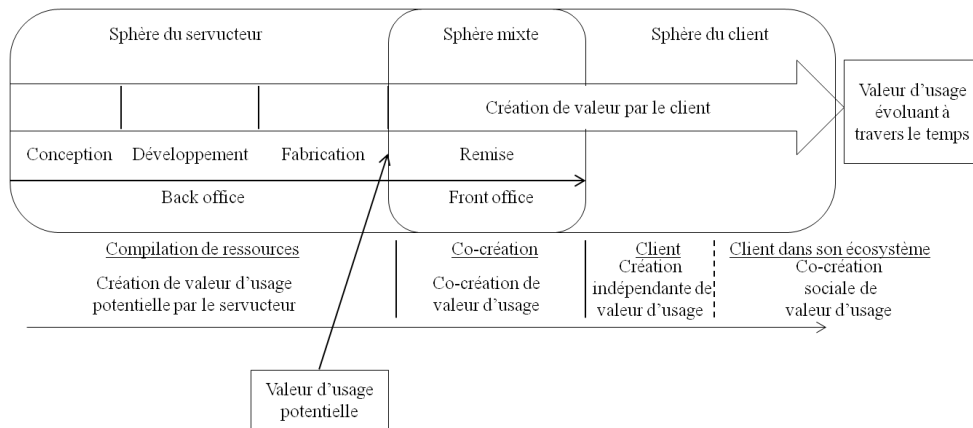 Sphère du servucteur
Sphère mixte
Sphère du client
Création de valeur par le client
Valeur d’usage
évoluant à
travers le temps
Conception
Développement
Fabrication
Remise
Back office
Front office
Compilation de ressources
Création de valeur d’usage
potentielle par le servucteur
Co-création
Co-création de
valeur d’usage
Client
Création
indépendante de
valeur d’usage
Client dans son écosystème
Co-création
sociale de
valeur d’usage
Valeur d’usage
potentielle